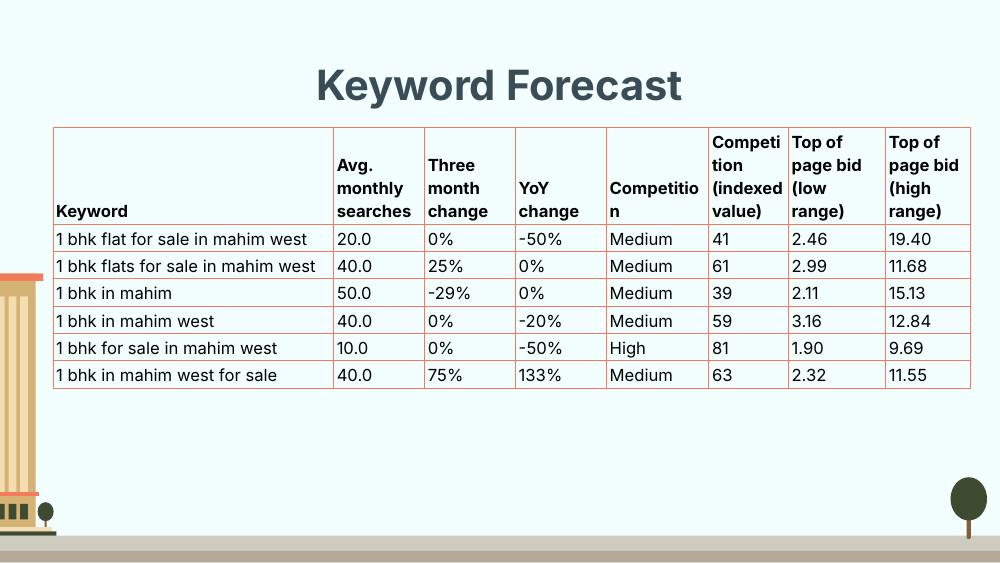 Keyword Forecast
Keyword | Avg. monthly searches | Three month change | YoY change | Competition | Competition (indexed value) | Top of page bid (low range) | Top of page bid (high range)
1 bhk flat for sale in mahim west | 20.0 | 0% | -50% | Medium | 41 | 2.46 | 19.40
1 bhk flats for sale in mahim west | 40.0 | 25% | 0% | Medium | 61 | 2.99 | 11.68
1 bhk in mahim | 50.0 | -29% | 0% | Medium | 39 | 2.11 | 15.13
1 bhk in mahim west | 40.0 | 0% | -20% | Medium | 59 | 3.16 | 12.84
1 bhk for sale in mahim west | 10.0 | 0% | -50% | High | 81 | 1.90 | 9.69
1 bhk in mahim west for sale | 40.0 | 75% | 133% | Medium | 63 | 2.32 | 11.55